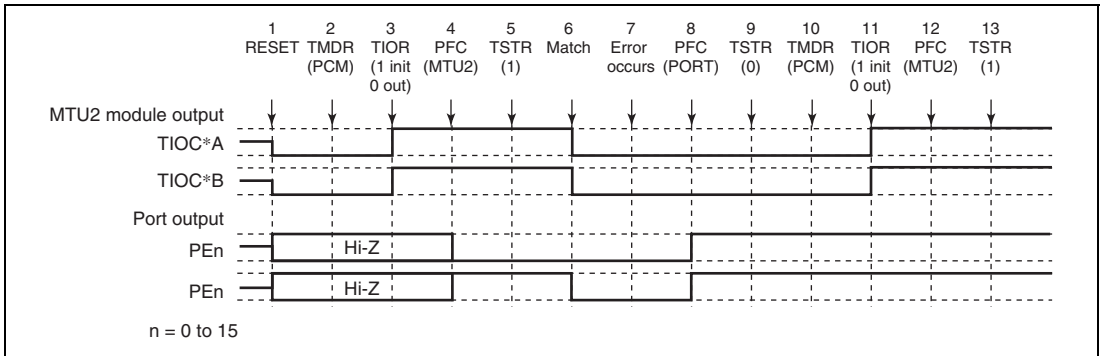 1 2 3 4 5 6 7 8 9 10 11 12 13
RESET TMDR TIOR PFC TSTR Match Error PFC TSTR TMDR TIOR PFC TSTR
(PCM) (1 init (MTU2) (1) occurs (PORT) (0) (PCM) (1 init (MTU2) (1)
0 out) 0 out)
MTU2 module output
TIOC*A
TIOC*B
Port output
PEn Hi-Z
PEn Hi-Z
n = 0 to 15